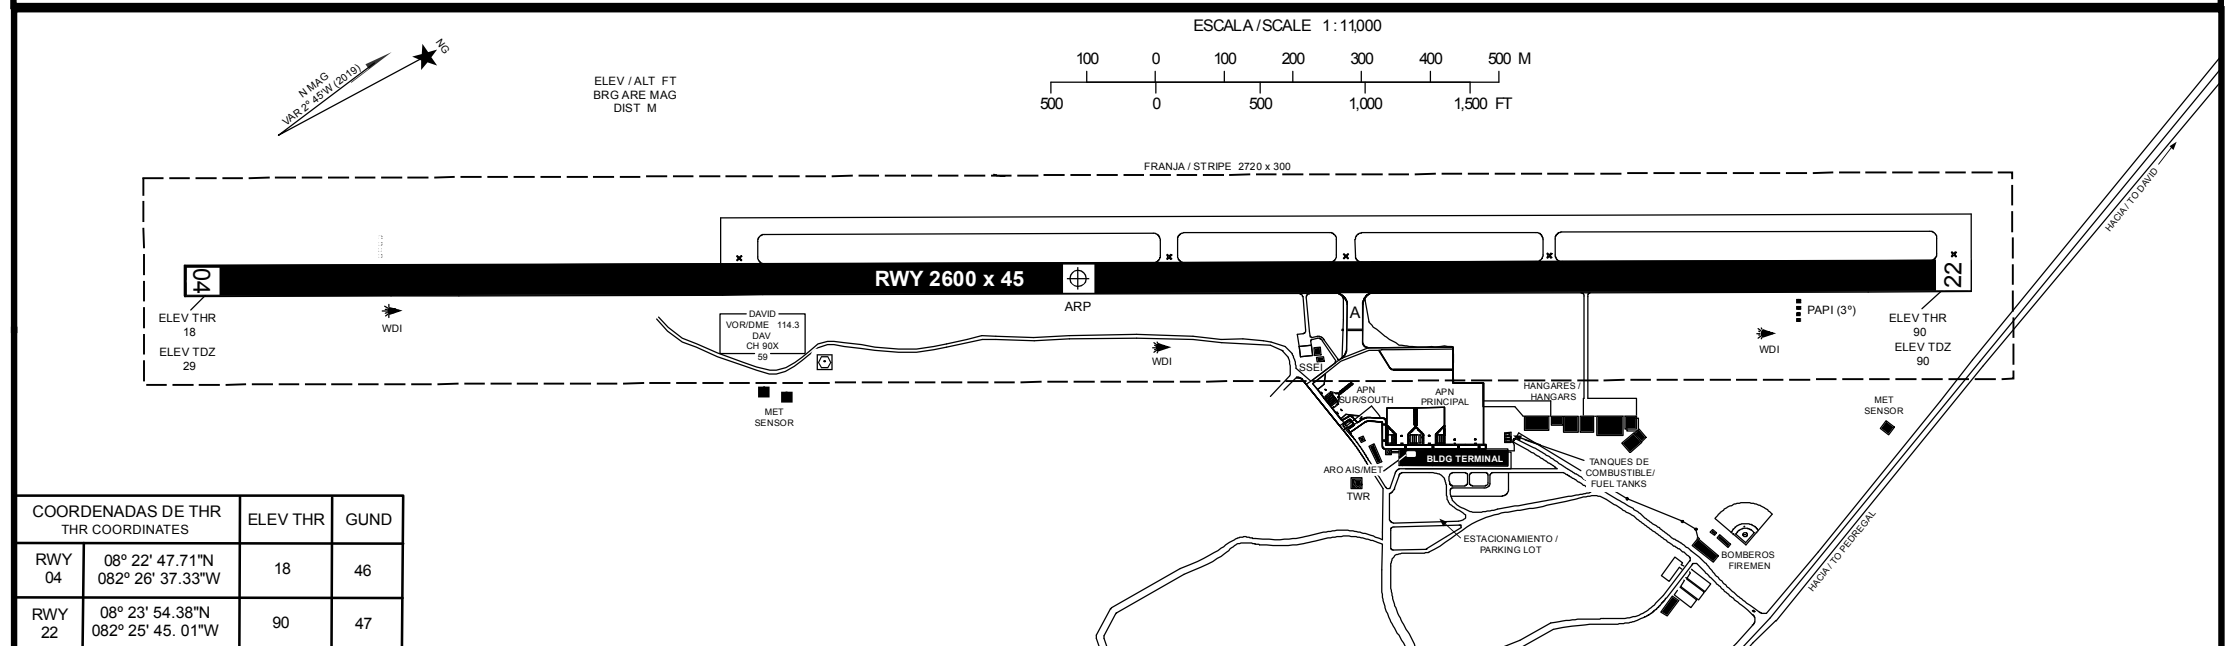 ESCALA / SCALE 1 : 11,000
100 0 100 200 300 400 500 M
500 0 500 1,000 1,500 FT
NG
N MAG
VAR 2° 45'W (2019)
ELEV / ALT FT
BRG ARE MAG
DIST M
FRANJA / STRIPE 2720 x 300
HACIA / TO DAVID
04
RWY 2600 x 45
22
ARP
ELEV THR
18
ELEV TDZ
29
WDI
DAVID
VOR/DME 114.3
DAV
CH 90X
59
WDI
A
SSEI
PAPI (3º)
WDI
ELEV THR
90
ELEV TDZ
90
MET
SENSOR
APN
SUR/SOUTH
APN
PRINCIPAL
HANGARES /
HANGARS
MET
SENSOR
BLDG TERMINAL
ARO AIS/MET
TWR
TANQUES DE
COMBUSTIBLE/
FUEL TANKS
ESTACIONAMIENTO /
PARKING LOT
BOMBEROS
FIREMEN
HACIA / TO PEDREGAL
COORDENADAS DE THR
THR COORDINATES
ELEV THR
GUND
RWY
04
08º 22' 47.71"N
082º 26' 37.33"W
18
46
RWY
22
08º 23' 54.38"N
082º 25' 45. 01"W
90
47